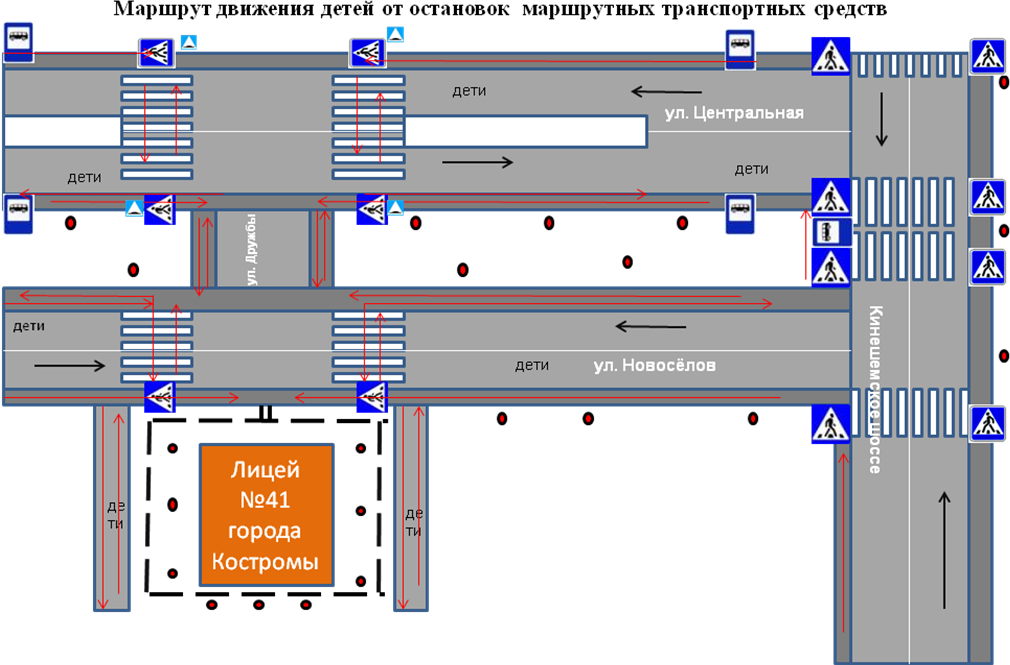 Маршрут движения детей от остановок маршрутных транспортных средств
дети
ул. Центральная
дети
дети
ул. Дружбы
дети
дети
ул. Новосёлов
Кинешемское шоссе
Лицей
№41
города
Костромы
де
ти
де
ти